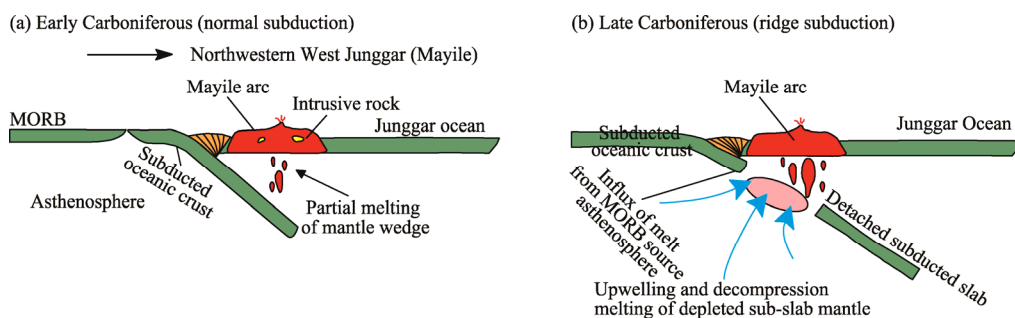 (a) Early Carboniferous (normal subduction)
Northwestern West Junggar (Mayile)
Mayile arc
Intrusive rock
MORB
Junggar ocean
Subducted
oceanic crust
Asthenosphere
Partial melting
of mantle wedge
(b) Late Carboniferous (ridge subduction)
Mayile arc
Junggar Ocean
Subducted
oceanic crust
Influx of melt
from MORB source
asthenosphere
Detached subducted slab
Upwelling and decompression
melting of depleted sub-slab mantle